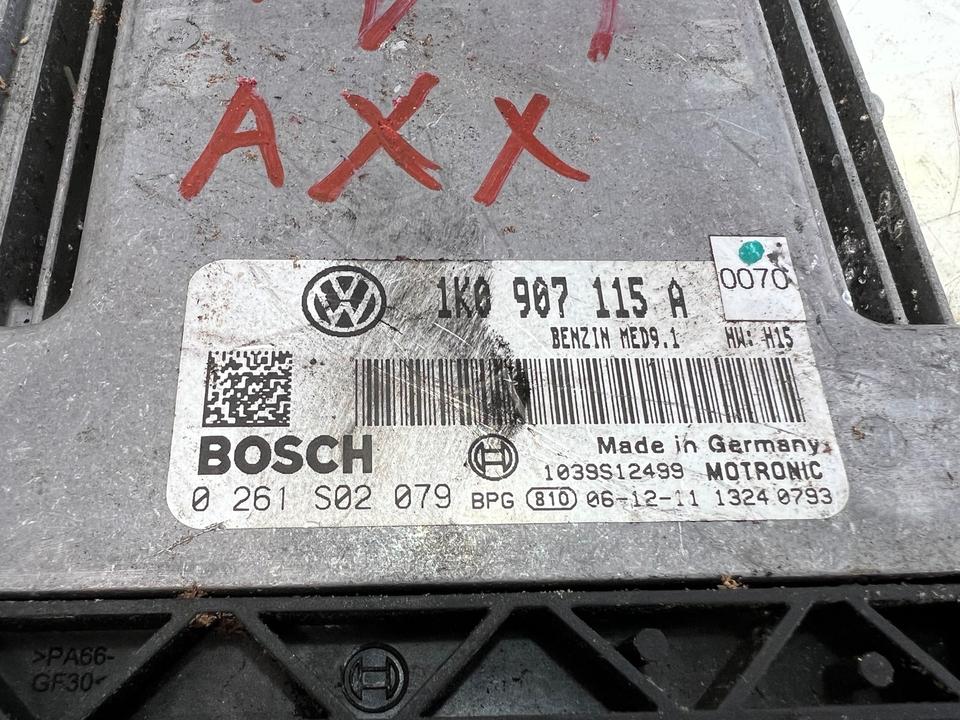 AXX
1K0 907 115 A
0070
BENZIN MED9.1 HW: H15
BOSCH
Made in Germany
1039S12499 MOTRONIC
0 261 S02 079 BPG 810 06-12-11 1324 0793
>PA66-
GF30<